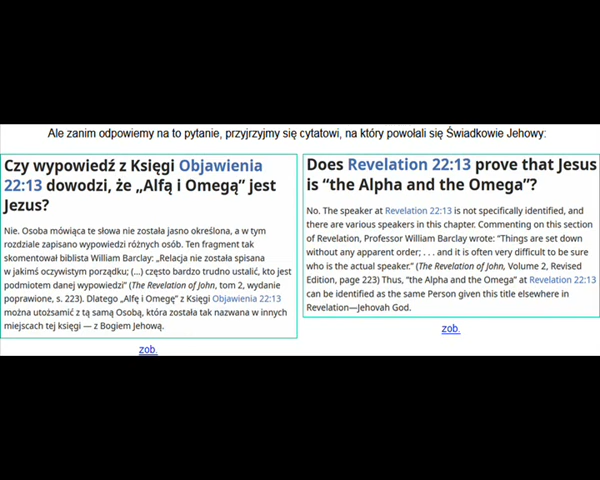 Ale zanim odpowiemy na to pytanie, przyjrzyjmy się cytatowi, na który powołali się Świadkowie Jehowy:
Czy wypowiedź z Księgi Objawienia
22:13 dowodzi, że „Alfą i Omegą” jest
Jezus?
Nie. Osoba mówiąca te słowa nie została jasno określona, a w tym
rozdziale zapisano wypowiedzi różnych osób. Ten fragment tak
skomentował biblista William Barclay: „Relacja nie została spisana
w jakimś oczywistym porządku; (...) często bardzo trudno ustalić, kto jest
podmiotem danej wypowiedzi” (The Revelation of John, tom 2, wydanie
poprawione, s. 223). Dlatego „Alfę i Omegę” z Księgi Objawienia 22:13
można utożsamić z tą samą Osobą, która została tak nazwana w innych
miejscach tej księgi — z Bogiem Jehową.
zob.
Does Revelation 22:13 prove that Jesus
is “the Alpha and the Omega”?
No. The speaker at Revelation 22:13 is not specifically identified, and
there are various speakers in this chapter. Commenting on this section
of Revelation, Professor William Barclay wrote: “Things are set down
without any apparent order; . . . and it is often very difficult to be sure
who is the actual speaker.” (The Revelation of John, Volume 2, Revised
Edition, page 223) Thus, “the Alpha and the Omega” at Revelation 22:13
can be identified as the same Person given this title elsewhere in
Revelation—Jehovah God.
zob.